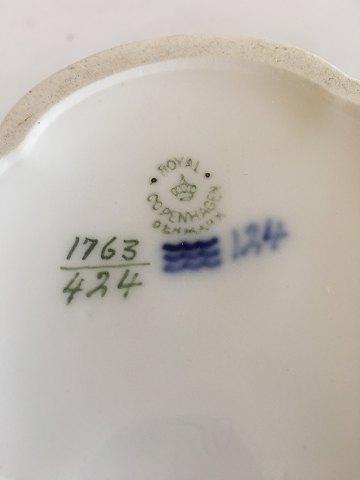 ROYAL
COPENHAGEN
DENMARK
1763
424
124